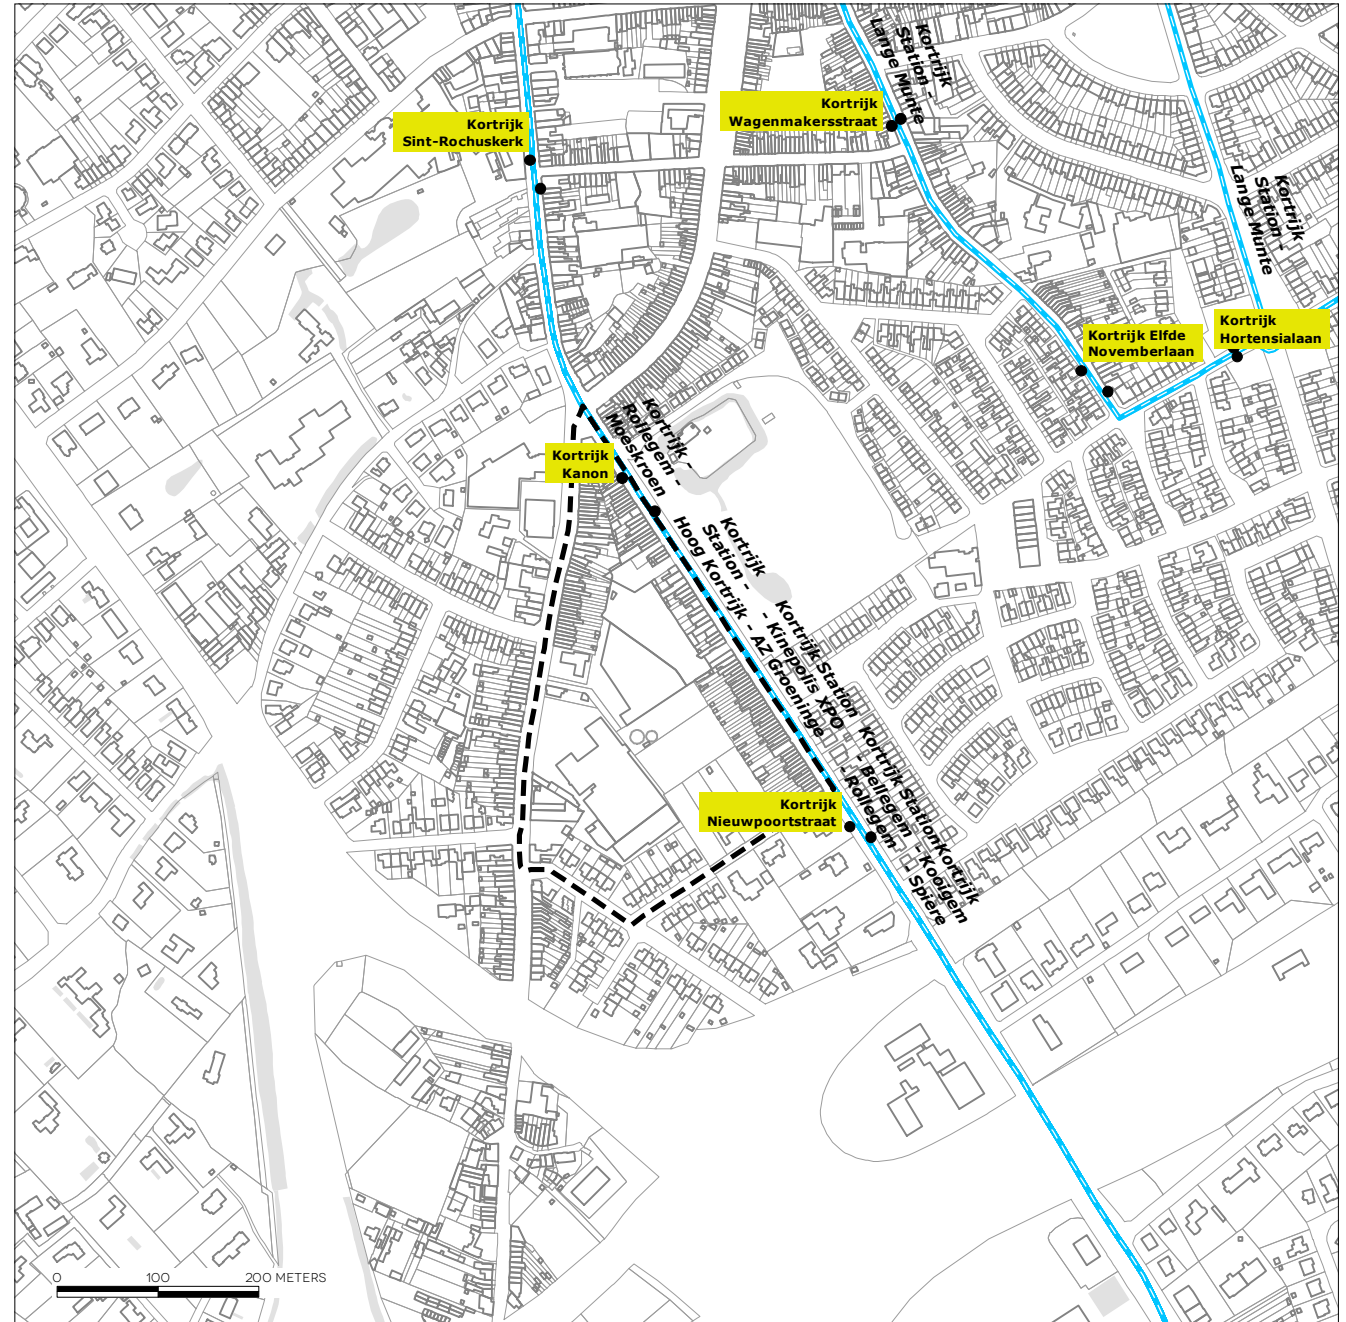 Kortrijk
Station -
Lange Munte
Kortrijk
Wagenmakersstraat
Kortrijk
Sint-Rochuskerk
Kortrijk
Station -
Lange Munte
Kortrijk Elfde
Novemberlaan
Kortrijk
Hortensialaan
Kortrijk -
Rollegem -
Moeskroen
Kortrijk
Kanon
Kortrijk
Station -
Hoog Kortrijk - AZ Groeninge
Kortrijk Station
- Kinepolis XPO
Kortrijk Station
- Bellegem
- Rollegem
Kortrijk
- Kooigem
- Spiere
Kortrijk
Nieuwpoortstraat
0 100 200 METERS